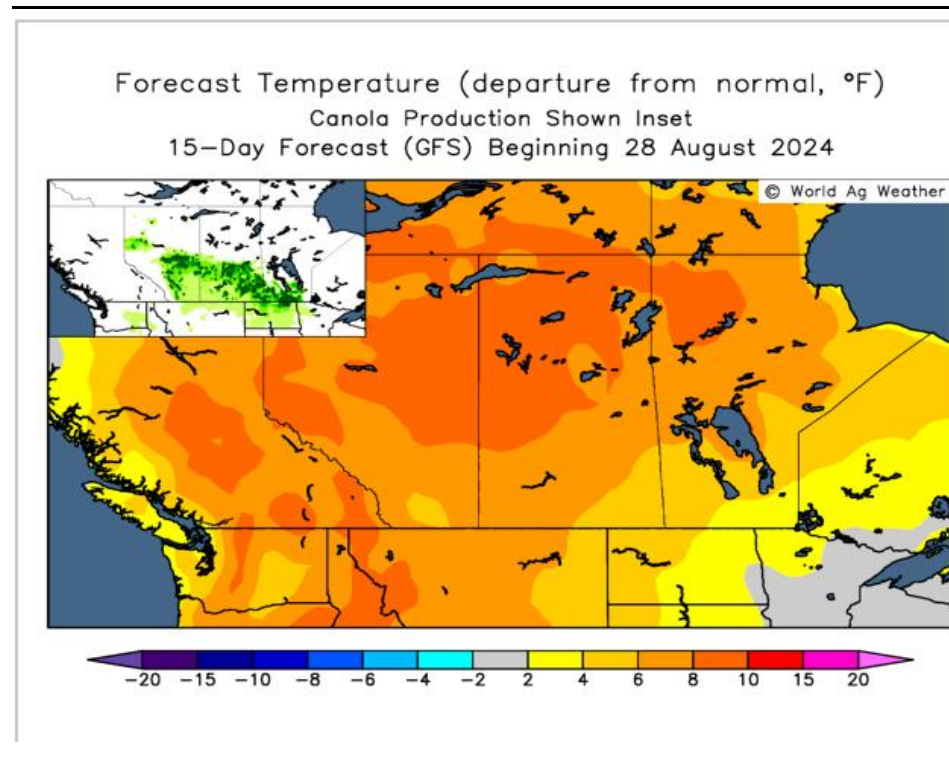 Forecast Temperature (departure from normal, °F)
Canola Production Shown Inset
15-Day Forecast (GFS) Beginning 28 August 2024
© World Ag Weather
-20 -15 -10 -8 -6 -4 -2 2 4 6 8 10 15 20